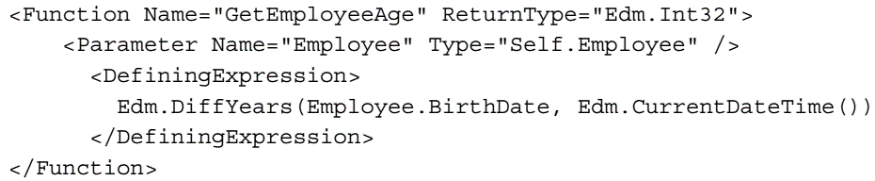 <Function Name="GetEmployeeAge" ReturnType="Edm.Int32">
<Parameter Name="Employee" Type="Self.Employee" />
<DefiningExpression>
Edm.DiffYears(Employee.BirthDate, Edm.CurrentDateTime())
</DefiningExpression>
</Function>